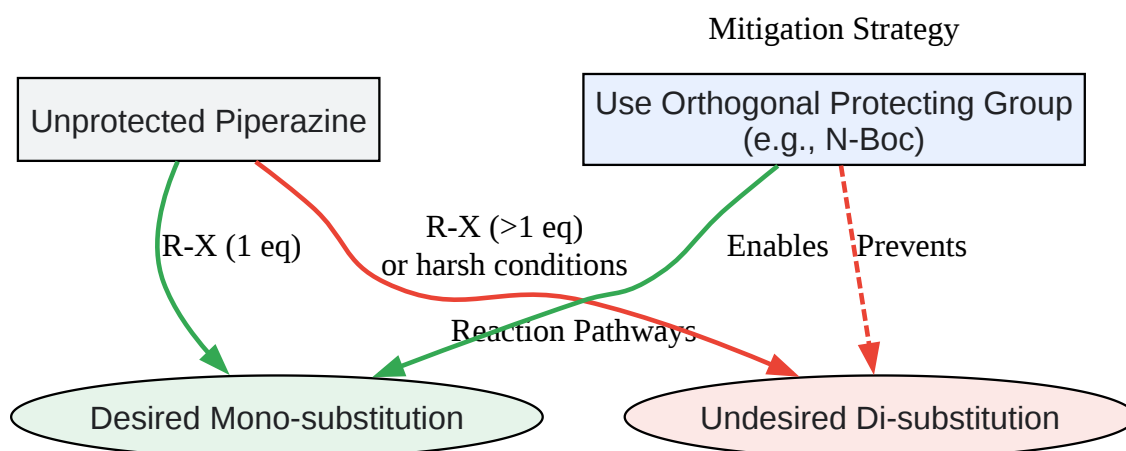 Mitigation Strategy
Unprotected Piperazine
Use Orthogonal Protecting Group
(e.g., N-Boc)
R-X (1 eq)
R-X (>1 eq)
or harsh conditions
Enables
Prevents
Reaction Pathways
Desired Mono-substitution
Undesired Di-substitution